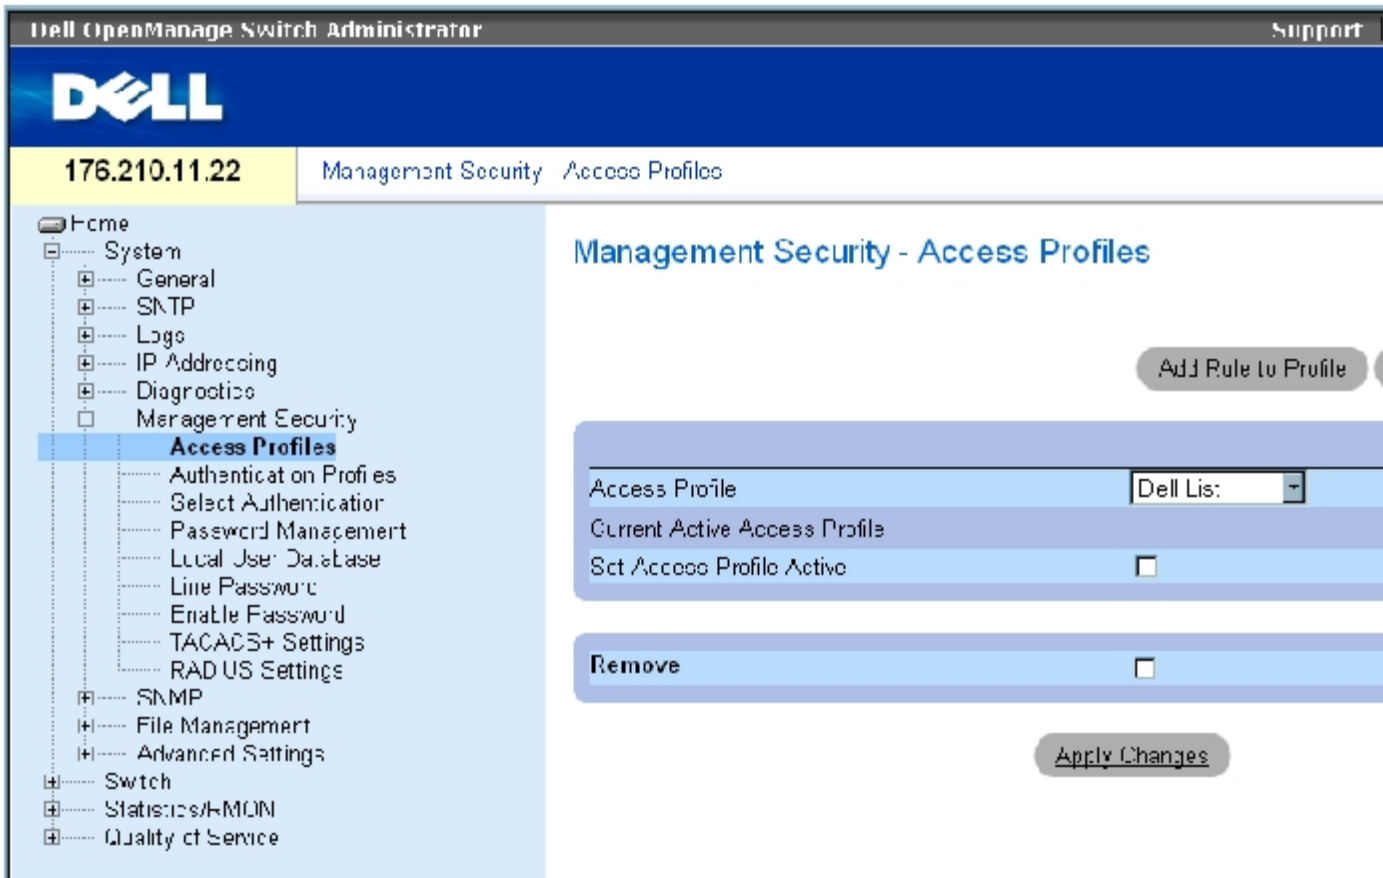 Dell OpenManage Switch Administrator Support
DELL
176.210.11.22 Management Security Access Profiles
Home
System
General
SNTP
Logs
IP Addressing
Diagnostics
Management Security
Access Profiles
Authentication Profiles
Select Authentication
Password Management
Local User Database
Line Password
Enable Password
TACACS+ Settings
RADIUS Settings
SNMP
File Management
Advanced Settings
Switch
Statistics/RMON
Quality of Service
Management Security - Access Profiles
Add Rule to Profile
Access Profile Dell List
Current Active Access Profile
Set Access Profile Active
Remove
Apply Changes